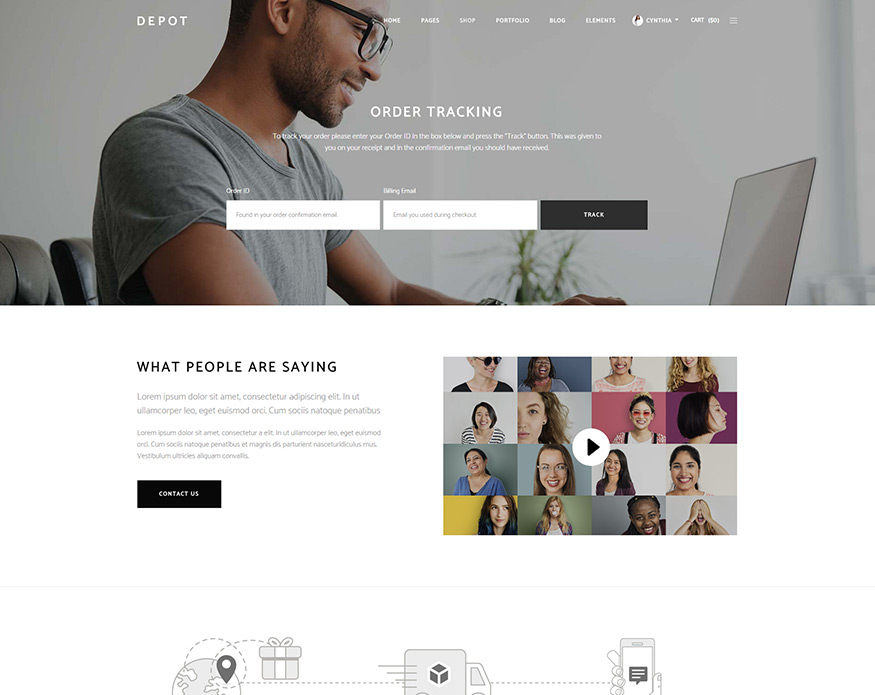 DEPOT
HOME PAGES SHOP PORTFOLIO BLOG ELEMENTS CYNTHIA CART ($0)
ORDER TRACKING
To track your order please enter your Order ID in the box below and press the "Track" button. This was given to
you on your receipt and in the confirmation email you should have received.
Order ID
Billing Email
Found in your order confirmation email.
Email you used during checkout.
TRACK
WHAT PEOPLE ARE SAYING
Lorem ipsum dolor sit amet, consectetur adipiscing elit. In ut
ullamcorper leo, eget euismod orci. Cum sociis natoque penatibus
Lorem ipsum dolor sit amet, consectetur a elit. In ut ullamcorper leo, eget euismod
orci. Cum sociis natoque penatibus et magnis dis parturient nasceturidiculus.
Vestibulum ultricies aliquam convallis.
CONTACT US